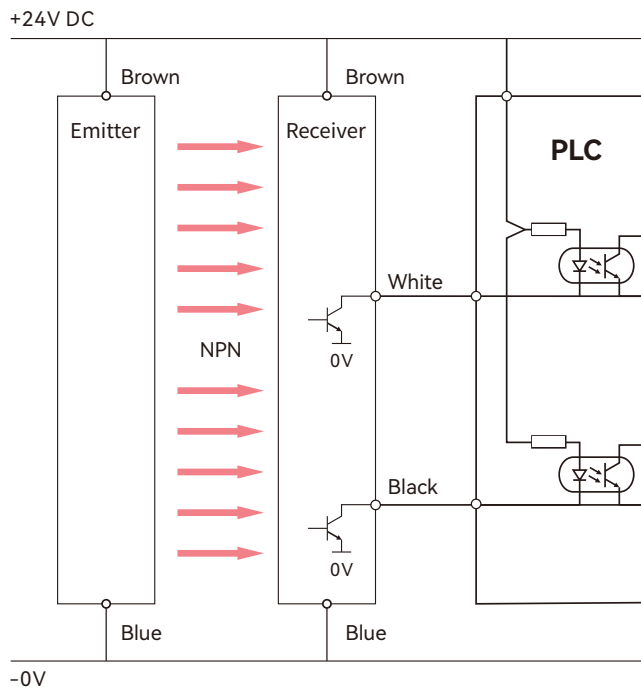 +24V DC
Brown
Brown
Emitter
Receiver
PLC
White
NPN
0V
Black
0V
Blue
Blue
-0V